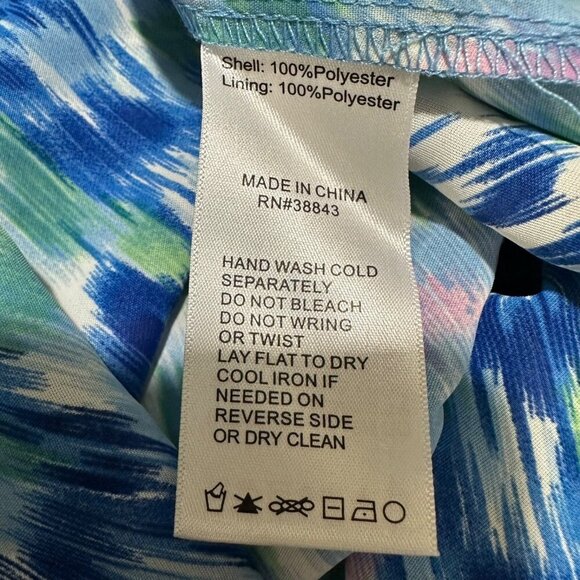 Shell: 100%Polyester
Lining: 100%Polyester
MADE IN CHINA
RN#38843
HAND WASH COLD
SEPARATELY
DO NOT BLEACH
DO NOT WRING
OR TWIST
LAY FLAT TO DRY
COOL IRON IF
NEEDED ON
REVERSE SIDE
OR DRY CLEAN